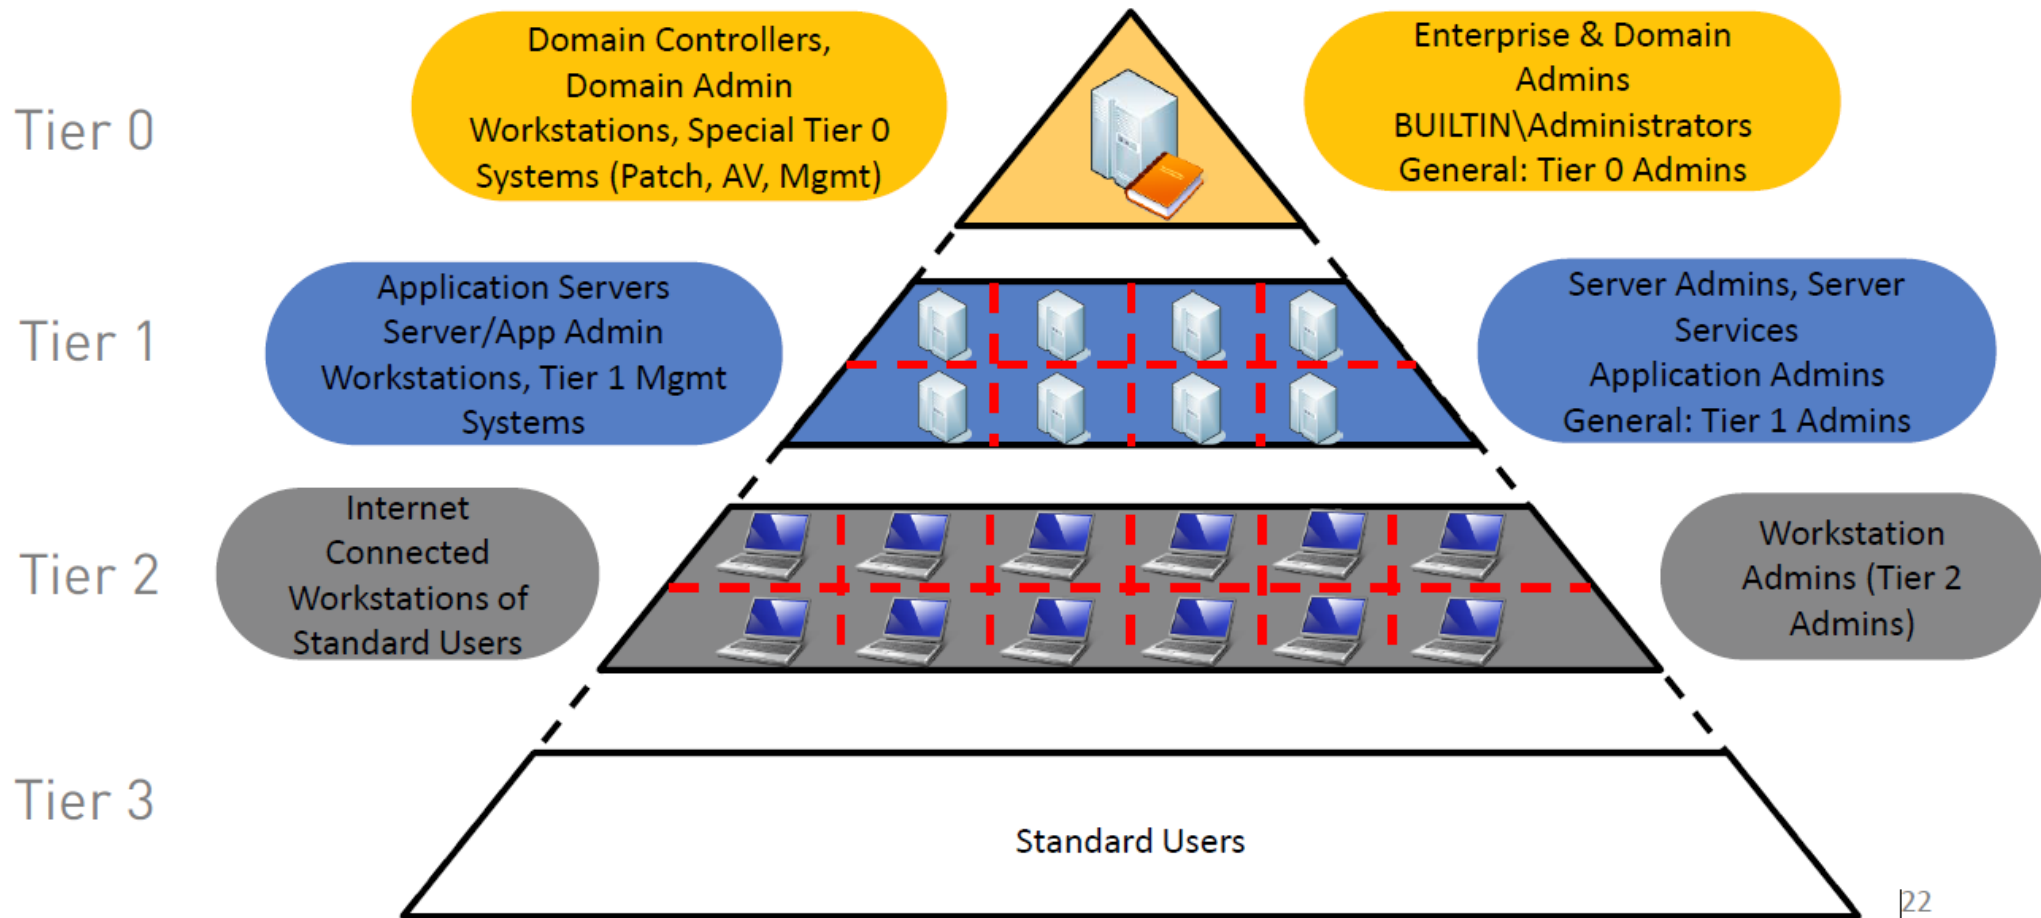 Tier 0
Domain Controllers,
Domain Admin
Workstations, Special Tier 0
Systems (Patch, AV, Mgmt)
Enterprise & Domain
Admins
BUILTIN\Administrators
General: Tier 0 Admins
Tier 1
Application Servers
Server/App Admin
Workstations, Tier 1 Mgmt
Systems
Server Admins, Server
Services
Application Admins
General: Tier 1 Admins
Tier 2
Internet
Connected
Workstations of
Standard Users
Workstation
Admins (Tier 2
Admins)
Tier 3
Standard Users
22